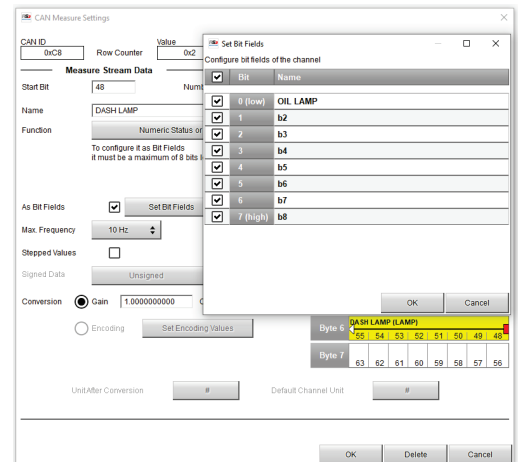 CAN Measure Settings
CAN ID
Value
0xC8
Row Counter
0x2
Measure Stream Data
Start Bit
48
Name
DASH LAMP
Function
Numeric Status or
To configure it as Bit Fields
it must be a maximum of 8 bits
As Bit Fields
Set Bit Fields
Max. Frequency
10 Hz
Stepped Values
Signed Data
Unsigned
Conversion
Gain
1.0000000000
Encoding
Set Encoding Values
Set Bit Fields
Configure bit fields of the channel
Bit
Name
0 (low)
OIL LAMP
1
b2
2
b3
3
b4
4
b5
5
b6
6
b7
7 (high)
b8
OK
Cancel
Byte 6
DASH LAMP (LAMP)
55 54 53 52 51 50 49 48
Byte 7
63 62 61 60 59 58 57 56
Unit After Conversion
#
Default Channel Unit
#
OK
Delete
Cancel